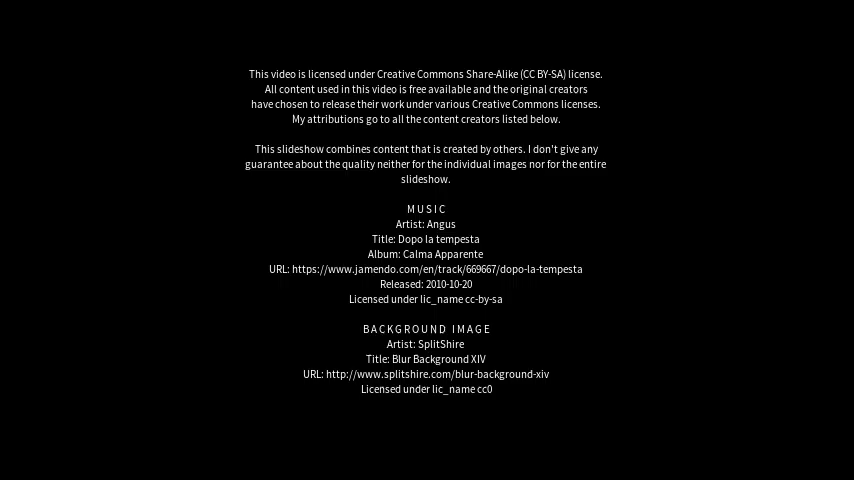 This video is licensed under Creative Commons Share-Alike (CC BY-SA) license.
All content used in this video is free available and the original creators
have chosen to release their work under various Creative Commons licenses.
My attributions go to all the content creators listed below.
This slideshow combines content that is created by others. I don't give any
guarantee about the quality neither for the individual images nor for the entire
slideshow.
MUSIC
Artist: Angus
Title: Dopo la tempesta
Album: Calma Apparente
URL: https://www.jamendo.com/en/track/669667/dopo-la-tempesta
Released: 2010-10-20
Licensed under lic_name cc-by-sa
BACKGROUND IMAGE
Artist: SplitShire
Title: Blur Background XIV
URL: http://www.splitshire.com/blur-background-xiv
Licensed under lic_name cc0